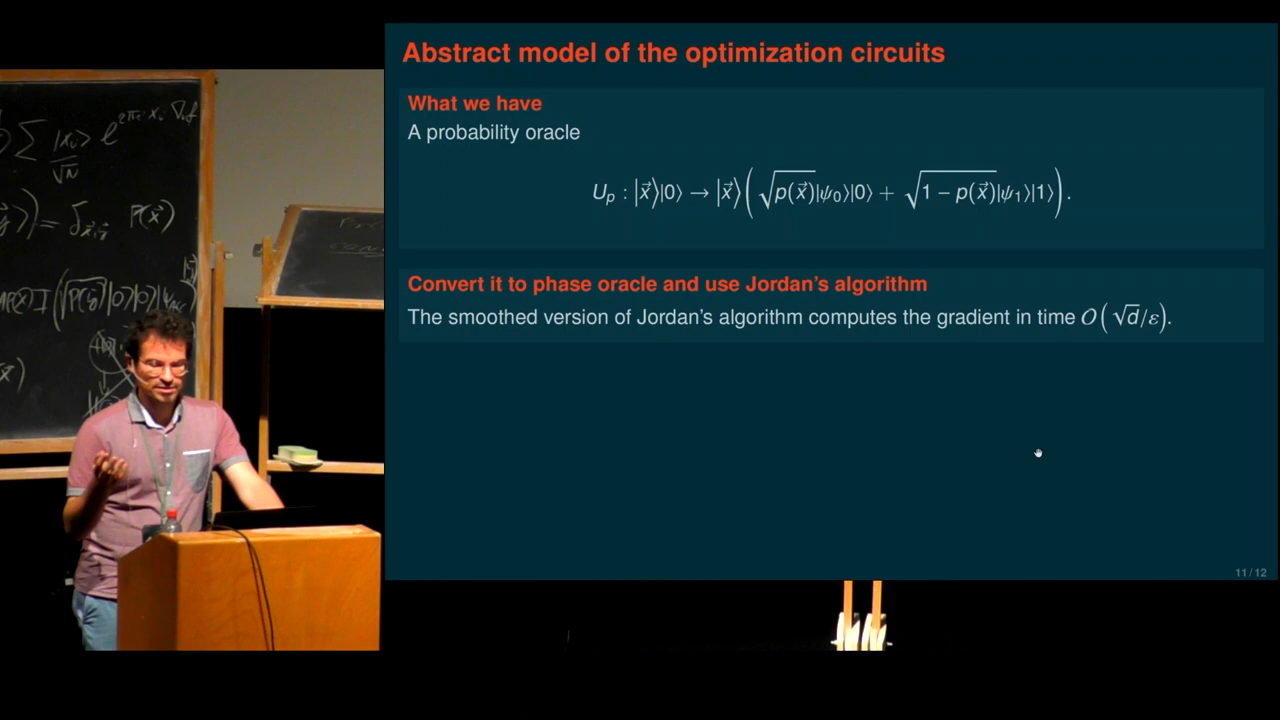 Abstract model of the optimization circuits
What we have
A probability oracle
U_p : |x⃗⟩|0⟩ → |x⃗⟩(√p(x⃗)|ψ₀⟩|0⟩ + √1 − p(x⃗)|ψ₁⟩|1⟩).
Convert it to phase oracle and use Jordan's algorithm
The smoothed version of Jordan's algorithm computes the gradient in time 𝒪(√d/ε).
11 / 12